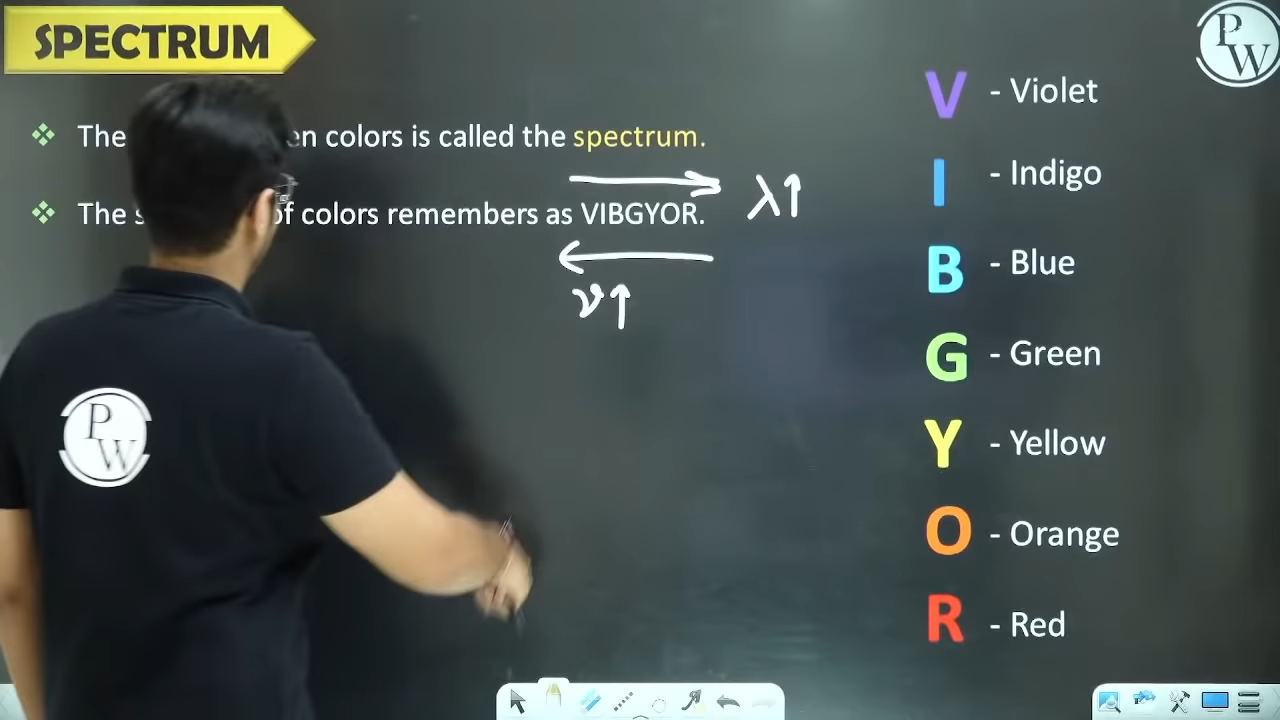 SPECTRUM
PW
The en colors is called the spectrum.
λ↑
The of colors remembers as VIBGYOR.
ν↑
V - Violet
I - Indigo
B - Blue
G - Green
Y - Yellow
O - Orange
R - Red
PW